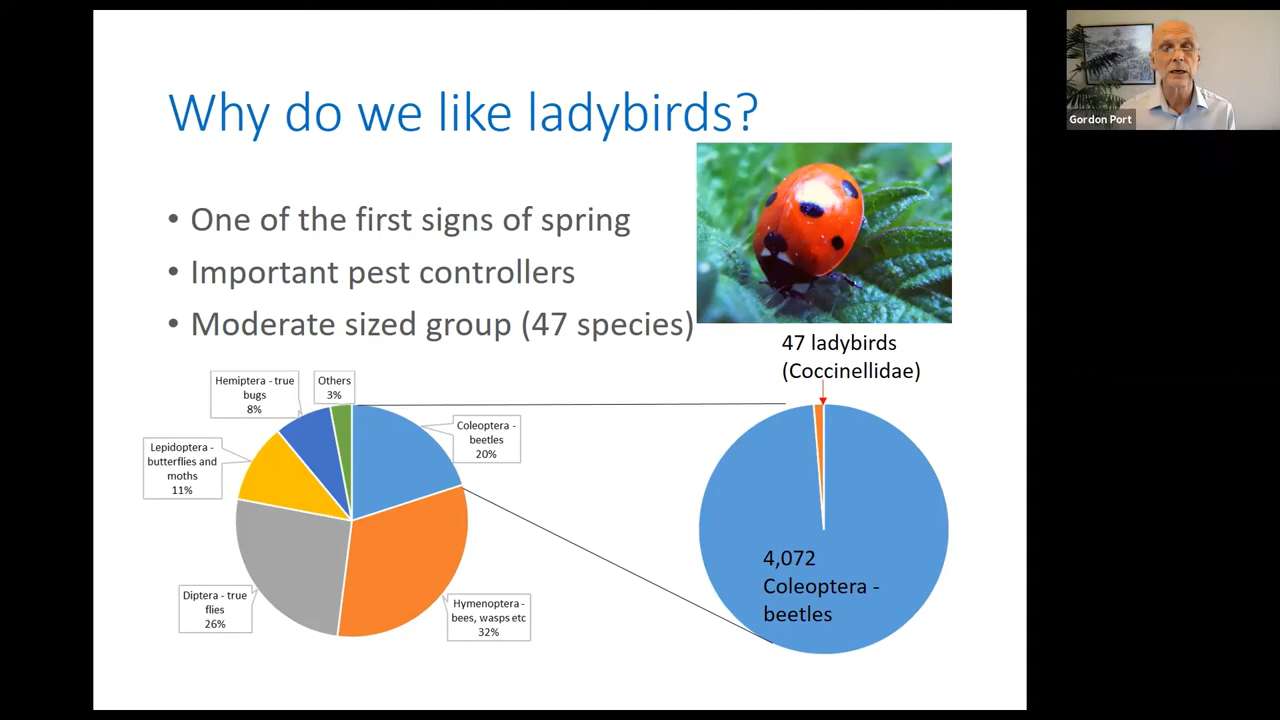 Why do we like ladybirds?
• One of the first signs of spring
• Important pest controllers
• Moderate sized group (47 species)
47 ladybirds
(Coccinellidae)
Hemiptera - true
bugs
8%
Others
3%
Coleoptera -
beetles
20%
Lepidoptera -
butterflies and
moths
11%
Diptera - true
flies
26%
Hymenoptera -
bees, wasps etc
32%
4,072
Coleoptera -
beetles
Gordon Port